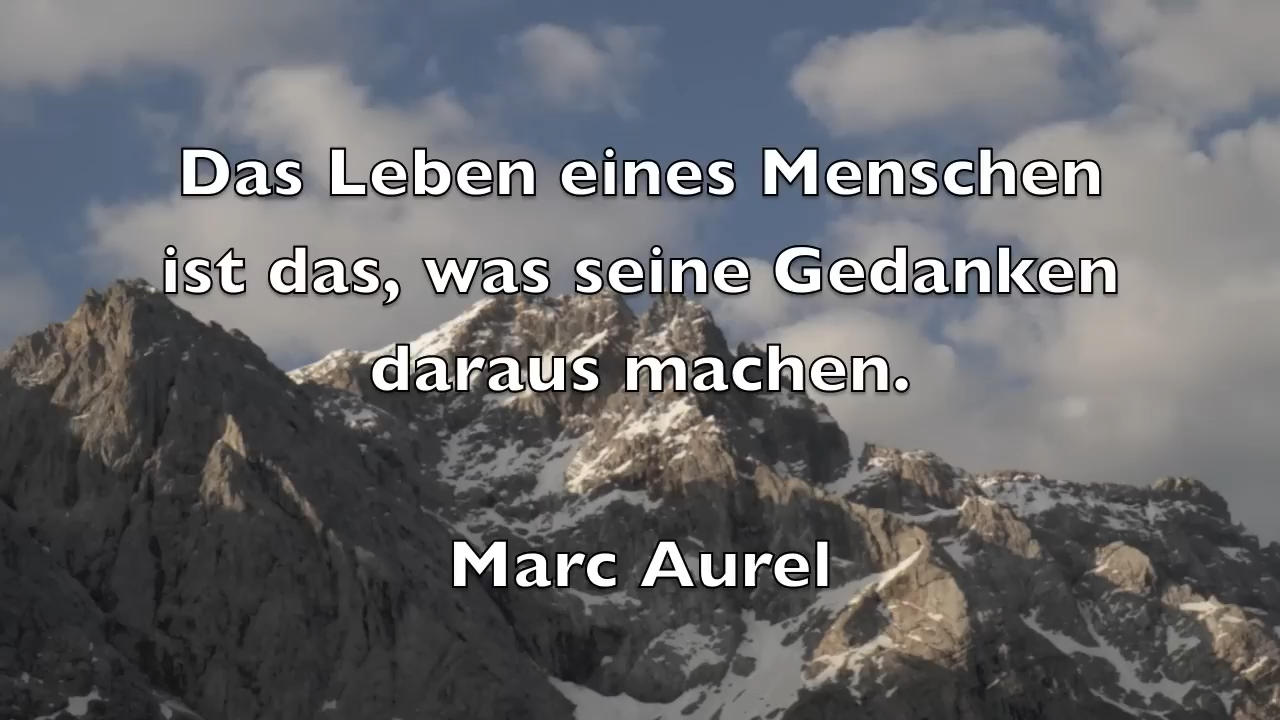 Das Leben eines Menschen
ist das, was seine Gedanken
daraus machen.
Marc Aurel